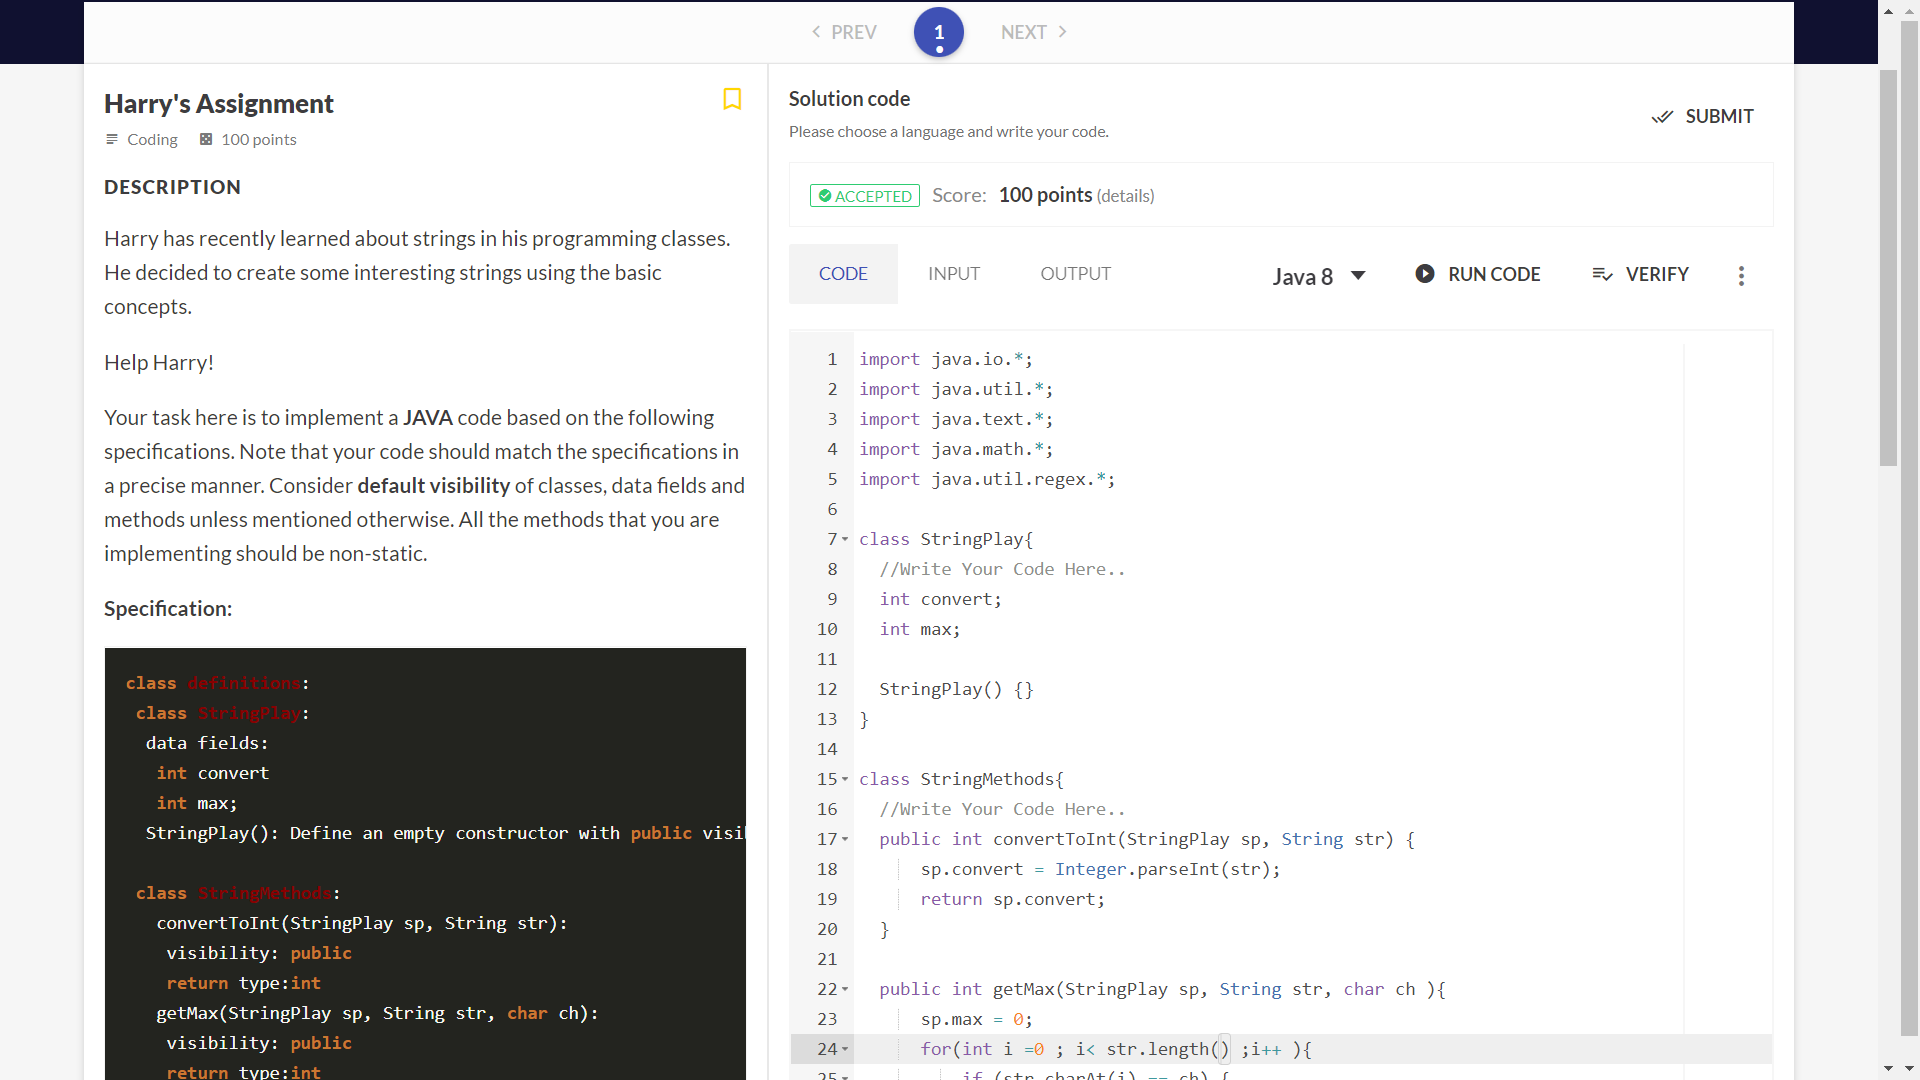 PREV
1
NEXT
Harry's Assignment
Coding
100 points
DESCRIPTION
Harry has recently learned about strings in his programming classes.
He decided to create some interesting strings using the basic
concepts.
Help Harry!
Your task here is to implement a JAVA code based on the following
specifications. Note that your code should match the specifications in
a precise manner. Consider default visibility of classes, data fields and
methods unless mentioned otherwise. All the methods that you are
implementing should be non-static.
Specification:
class definitions:
class StringPlay:
data fields:
int convert
int max;
StringPlay(): Define an empty constructor with public
class StringMethods:
convertToInt(StringPlay sp, String str):
visibility: public
return type:int
getMax(StringPlay sp, String str, char ch):
visibility: public
return type:int
Solution code
Please choose a language and write your code.
SUBMIT
ACCEPTED Score: 100 points (details)
CODE
INPUT
OUTPUT
Java 8
RUN CODE
VERIFY
1 import java.io.*;
2 import java.util.*;
3 import java.text.*;
4 import java.math.*;
5 import java.util.regex.*;
6
7 class StringPlay{
8 //Write Your Code Here..
9 int convert;
10 int max;
11
12 StringPlay() {}
13 }
14
15 class StringMethods{
16 //Write Your Code Here..
17 public int convertToInt(StringPlay sp, String str) {
18 sp.convert = Integer.parseInt(str);
19 return sp.convert;
20 }
21
22 public int getMax(StringPlay sp, String str, char ch ){
23 sp.max = 0;
24 for(int i =0 ; i< str.length() ;i++ ){
25 if (str.charAt(i) == ch) {